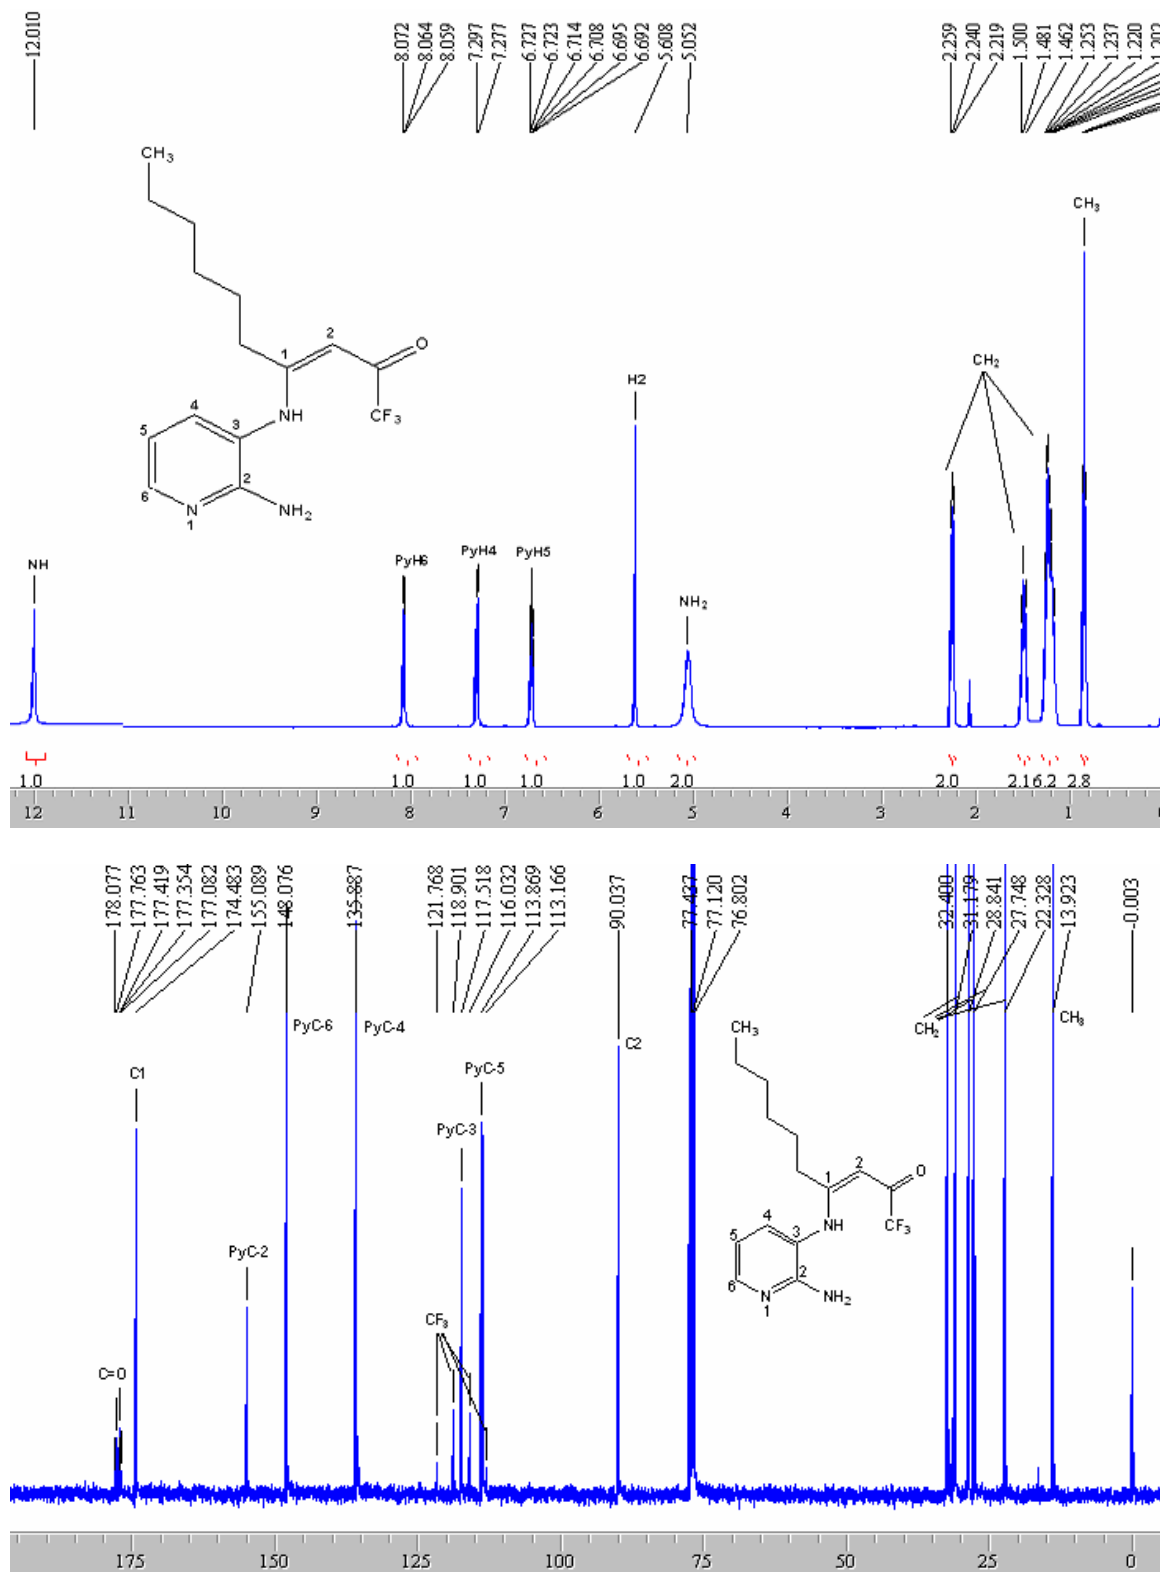 12.010 8.072 8.064 8.059 7.297 7.277 6.727 6.723 6.714 6.708 6.695 6.692 5.608 5.052 2.259 2.240 2.219 1.500 1.481 1.462 1.253 1.237 1.220
CH3
CH3
CH2
H2
1 2 O
NH CF3
4 3
5
2
6
N NH2
1
NH PyH6 PyH4 PyH5 NH2
1.0 1.0 1.0 1.0 1.0 2.0 2.0 2.1 6.2 2.8
12 11 10 9 8 7 6 5 4 3 2 1
178.077 177.763 177.419 177.354 177.082 174.483 155.089 148.076 121.768 118.901 117.518 116.032 113.869 113.166 90.037 77.427 77.120 76.802 32.400 31.179 28.841 27.748 22.328 13.923 -0.003
PyC-6 PyC-4 CH3 CH2 CH3
C2
C1 PyC-5
PyC-3
1 2 O
NH CF3
4 3
5
2
6
N NH2
1
PyC-2
CF3
C=O
175 150 125 100 75 50 25 0